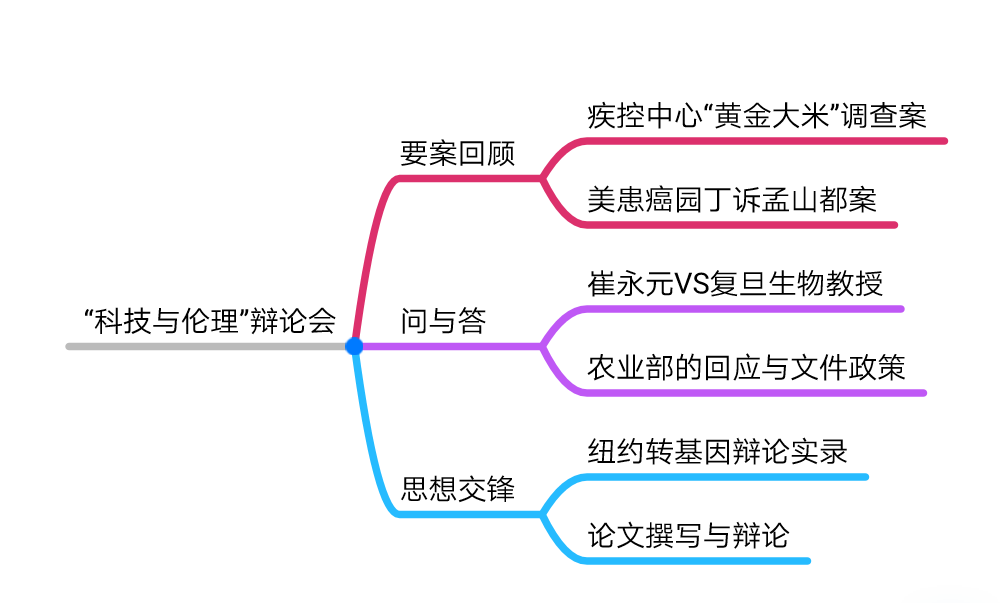 疾控中心“黄金大米”调查案
要案回顾
美患癌园丁诉孟山都案
崔永元VS复旦生物教授
“科技与伦理”辩论会
问与答
农业部的回应与文件政策
纽约转基因辩论实录
思想交锋
论文撰写与辩论